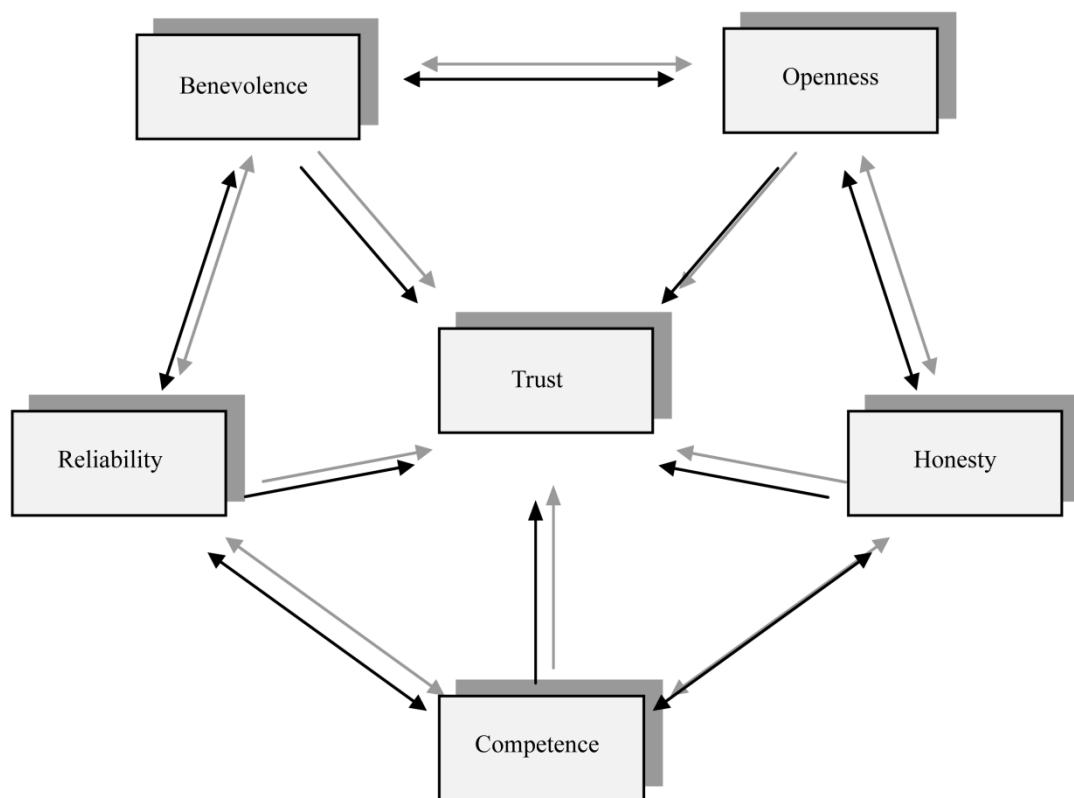 Benevolence
Openness
Trust
Reliability
Honesty
Competence